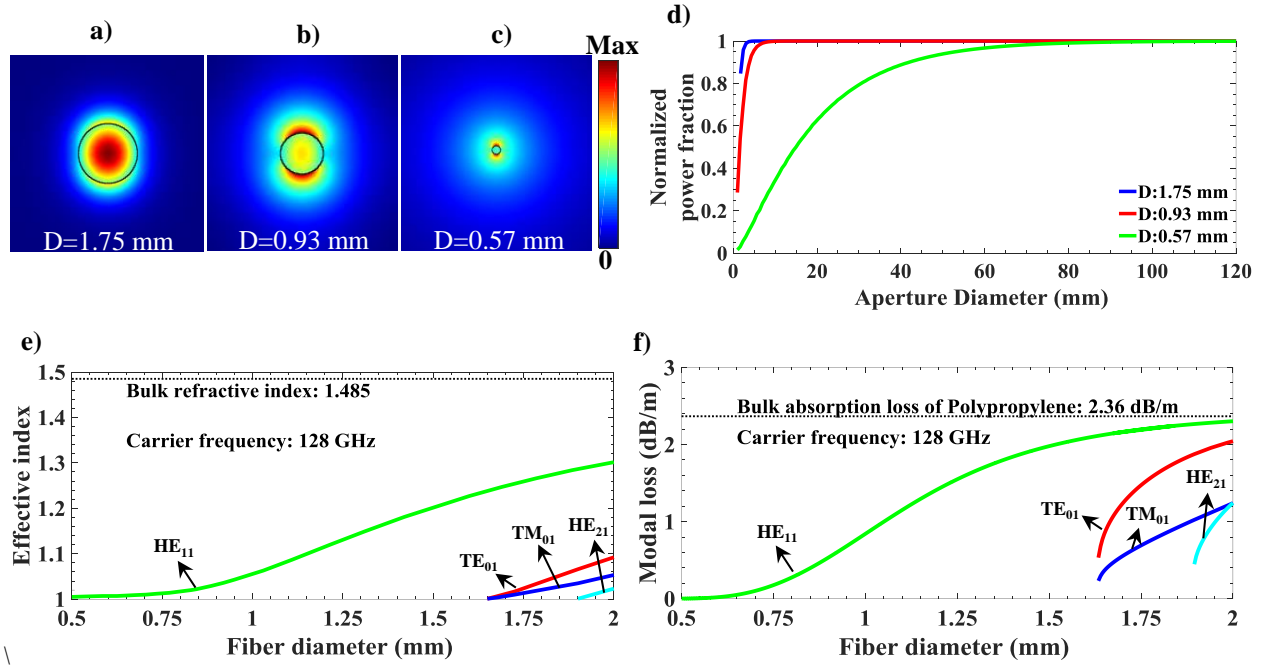 a)
b)
c)
Max
D=1.75 mm
D=0.93 mm
D=0.57 mm
0
d)
Normalized
power fraction
1
0.8
0.6
0.4
0.2
0
D:1.75 mm
D:0.93 mm
D:0.57 mm
0 20 40 60 80 100 120
Aperture Diameter (mm)
e)
Effective index
1.5
1.4
1.3
1.2
1.1
1
Bulk refractive index: 1.485
Carrier frequency: 128 GHz
HE11
TE01
TM01
HE21
0.5 0.75 1 1.25 1.5 1.75 2
Fiber diameter (mm)
f)
Modal loss (dB/m)
3
2
1
0
Bulk absorption loss of Polypropylene: 2.36 dB/m
Carrier frequency: 128 GHz
HE11
TE01
TM01
HE21
0.5 0.75 1 1.25 1.5 1.75 2
Fiber diameter (mm)
\